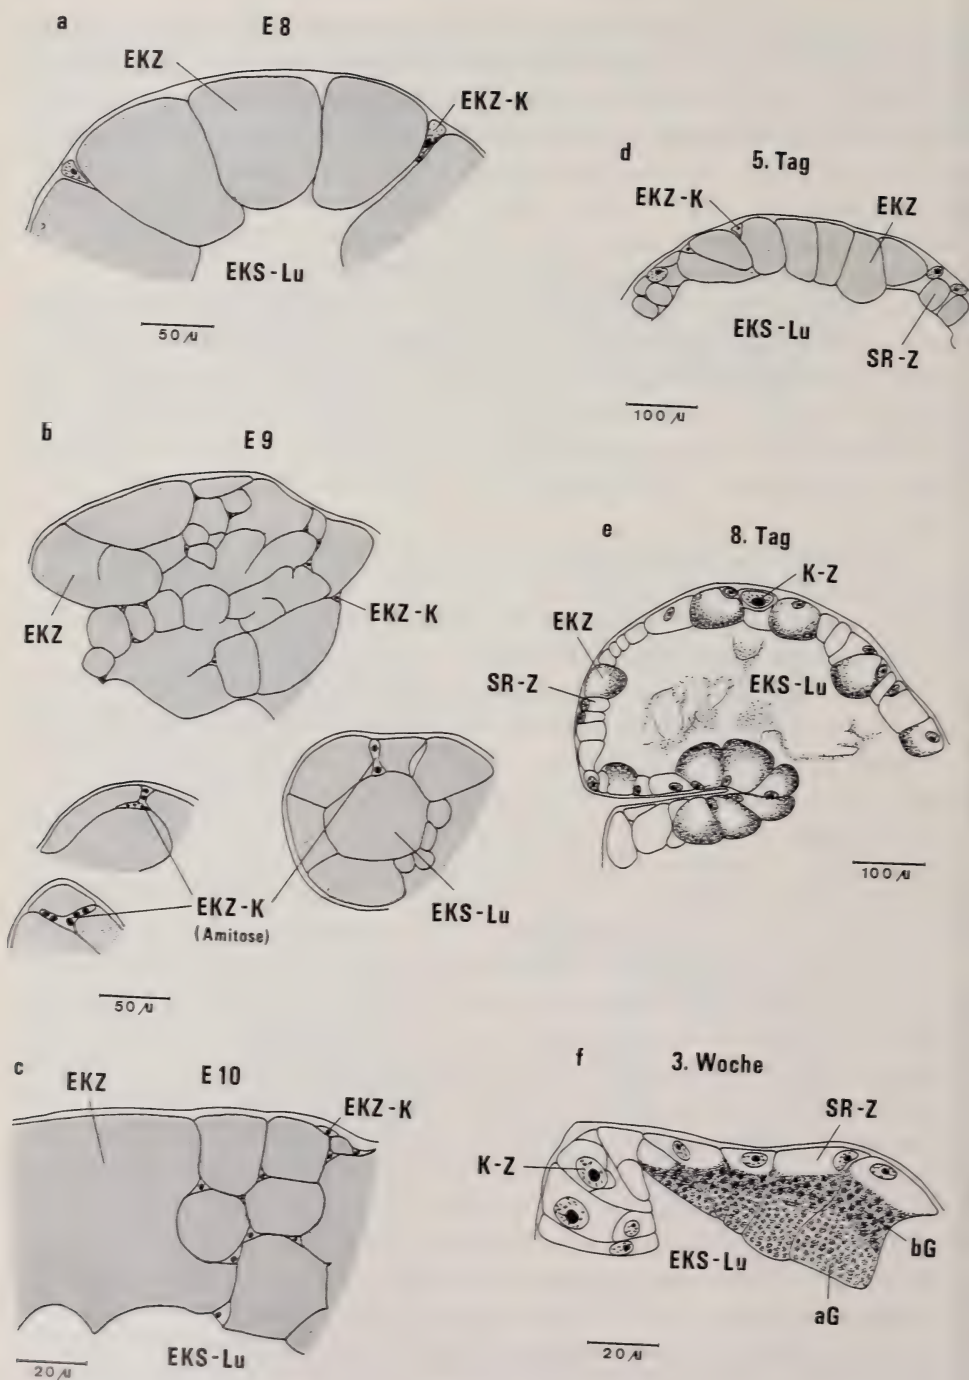 a
E 8
EKZ
EKZ-K
EKS-Lu
50 µ
b
E 9
EKZ
EKZ-K
EKZ-K
(Amitose)
EKS-Lu
50 µ
c
E 10
EKZ
EKZ-K
EKS-Lu
20 µ
d
5. Tag
EKZ-K
EKZ
EKS-Lu
SR-Z
100 µ
e
8. Tag
K-Z
EKZ
SR-Z
EKS-Lu
100 µ
f
3. Woche
SR-Z
K-Z
EKS-Lu
bG
aG
20 µ